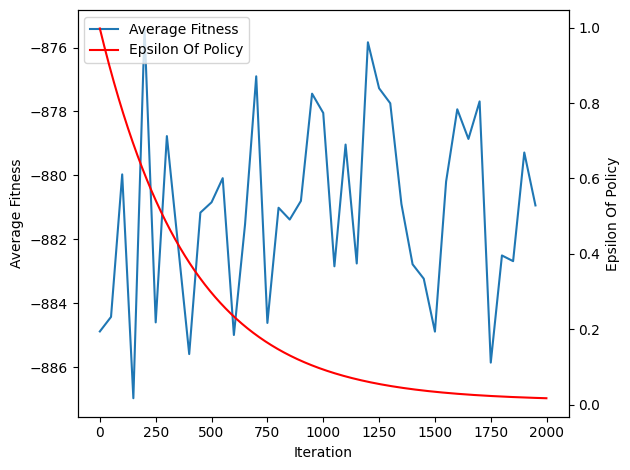 Average Fitness
Epsilon Of Policy
−876
−878
−880
−882
−884
−886
Average Fitness
1.0
0.8
0.6
0.4
0.2
0.0
Epsilon Of Policy
0 250 500 750 1000 1250 1500 1750 2000
Iteration